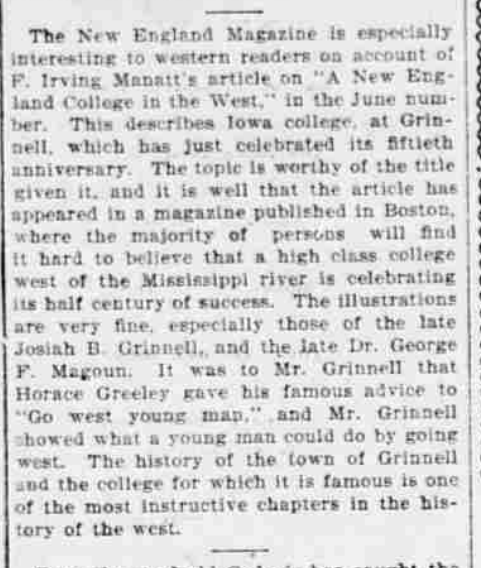 The New England Magazine is especially
interesting to western readers on account of
F. Irving Manatt's article on "A New Eng-
land College in the West," in the June num-
ber. This describes Iowa college, at Grin-
nell, which has just celebrated its fiftieth
anniversary. The topic is worthy of the title
given it, and it is well that the article has
appeared in a magazine published in Boston,
where the majority of persons will find
it hard to believe that a high class college
west of the Mississippi river is celebrating
its half century of success. The illustrations
are very fine, especially those of the late
Josiah B. Grinnell, and the late Dr. George
F. Magoun. It was to Mr. Grinnell that
Horace Greeley gave his famous advice to
"Go west young man," and Mr. Grinnell
showed what a young man could do by going
west. The history of the town of Grinnell
and the college for which it is famous is one
of the most instructive chapters in the his-
tory of the west.